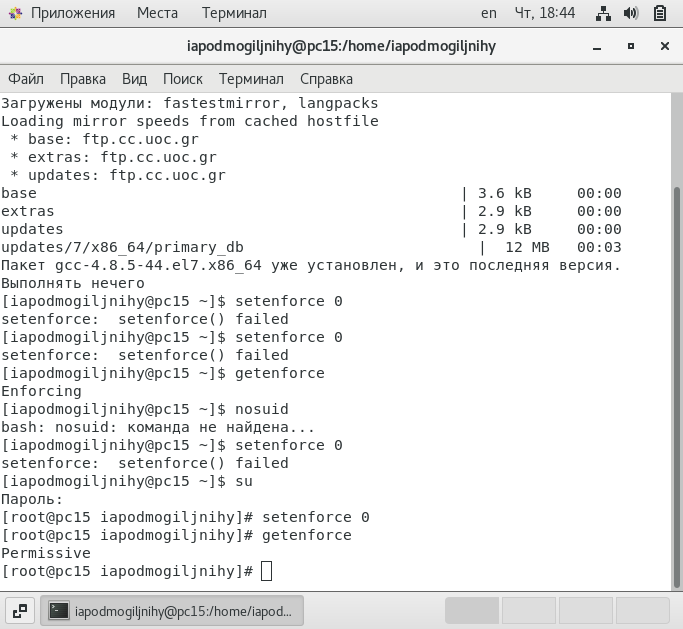 Приложения Места Терминал en Чт, 18:44
iapodmogiljnihy@pc15:/home/iapodmogiljnihy
Файл Правка Вид Поиск Терминал Справка
Загружены модули: fastestmirror, langpacks
Loading mirror speeds from cached hostfile
 * base: ftp.cc.uoc.gr
 * extras: ftp.cc.uoc.gr
 * updates: ftp.cc.uoc.gr
base | 3.6 kB 00:00
extras | 2.9 kB 00:00
updates | 2.9 kB 00:00
updates/7/x86_64/primary_db | 12 MB 00:03
Пакет gcc-4.8.5-44.el7.x86_64 уже установлен, и это последняя версия.
Выполнять нечего
[iapodmogiljnihy@pc15 ~]$ setenforce 0
setenforce:  setenforce() failed
[iapodmogiljnihy@pc15 ~]$ setenforce 0
setenforce:  setenforce() failed
[iapodmogiljnihy@pc15 ~]$ getenforce
Enforcing
[iapodmogiljnihy@pc15 ~]$ nosuid
bash: nosuid: команда не найдена...
[iapodmogiljnihy@pc15 ~]$ setenforce 0
setenforce:  setenforce() failed
[iapodmogiljnihy@pc15 ~]$ su
Пароль:
[root@pc15 iapodmogiljnihy]# setenforce 0
[root@pc15 iapodmogiljnihy]# getenforce
Permissive
[root@pc15 iapodmogiljnihy]#
iapodmogiljnihy@pc15:/home/iapod...